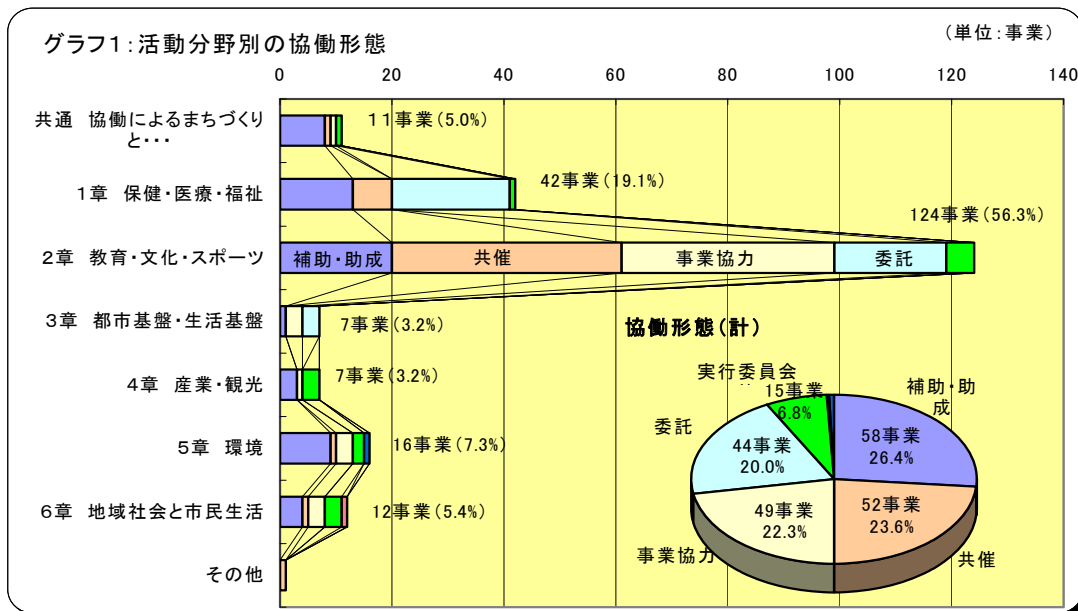 グラフ1:活動分野別の協働形態
(単位:事業)
0 20 40 60 80 100 120 140
共通 協働によるまちづくり
と・・・
11事業(5.0%)
1章 保健・医療・福祉
42事業(19.1%)
124事業(56.3%)
2章 教育・文化・スポーツ
補助・助成 共催 事業協力 委託
3章 都市基盤・生活基盤
7事業(3.2%)
4章 産業・観光
7事業(3.2%)
5章 環境
16事業(7.3%)
6章 地域社会と市民生活
12事業(5.4%)
その他
協働形態(計)
実行委員会
15事業
6.8%
補助・助
成
58事業
26.4%
委託
44事業
20.0%
49事業
22.3%
52事業
23.6%
事業協力
共催